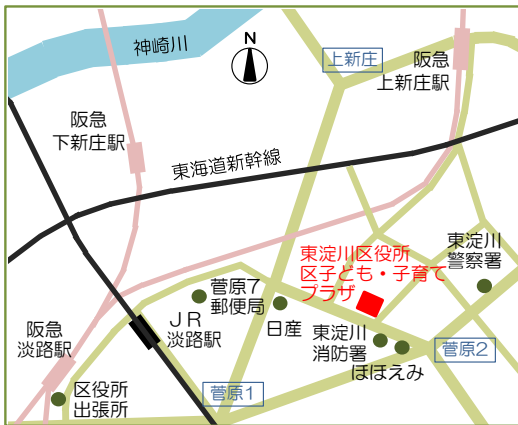 神崎川
N
上新庄
阪急
上新庄駅
阪急
下新庄駅
東海道新幹線
東淀川区役所
区子ども・子育て
プラザ
東淀川
警察署
菅原7
郵便局
JR
淡路駅
日産
東淀川
消防署
ほほえみ
菅原2
阪急
淡路駅
区役所
出張所
菅原1